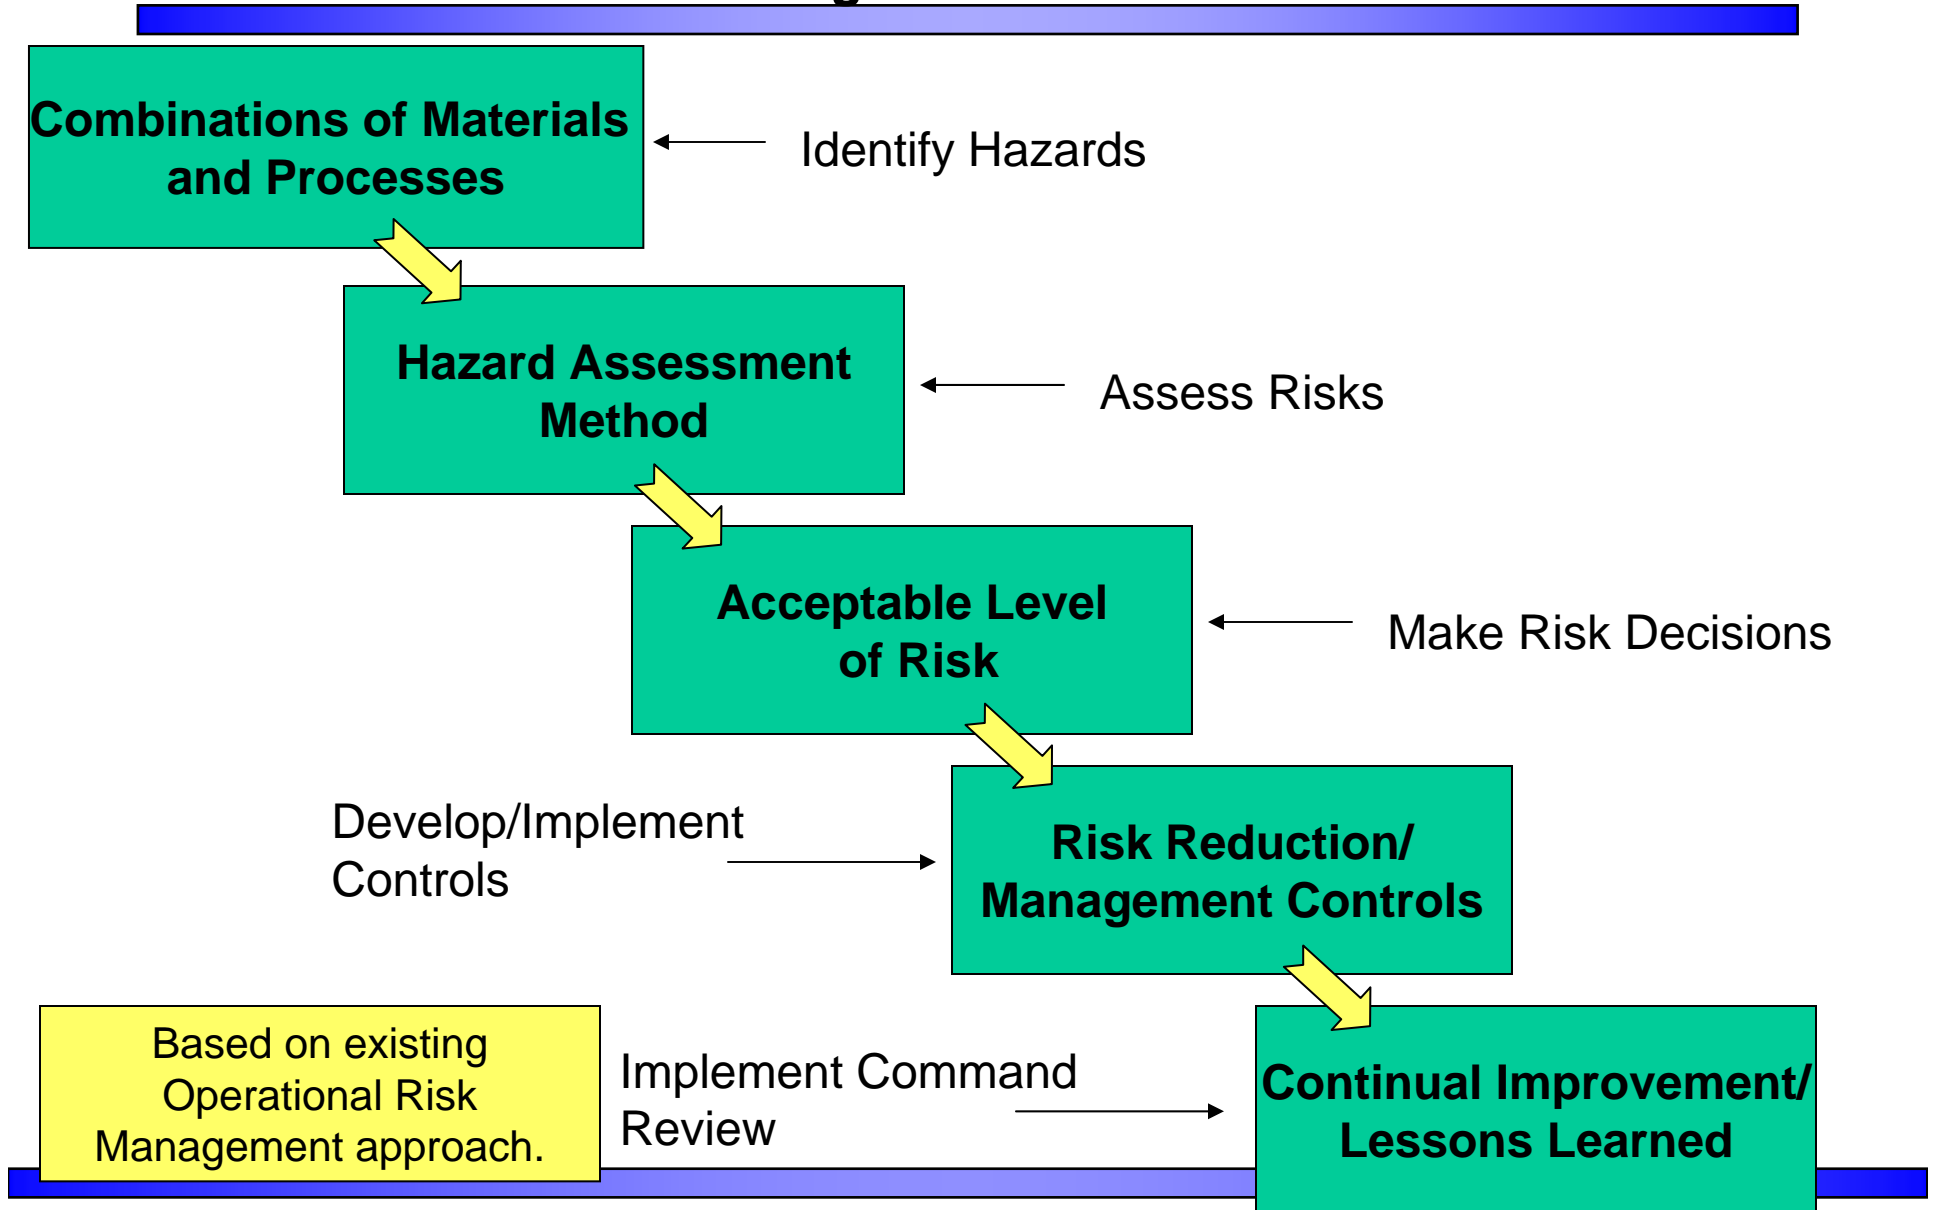 Combinations of Materials
and Processes
Identify Hazards
Hazard Assessment
Method
Assess Risks
Acceptable Level
of Risk
Make Risk Decisions
Develop/Implement
Controls
Risk Reduction/
Management Controls
Based on existing
Operational Risk
Management approach.
Implement Command
Review
Continual Improvement/
Lessons Learned